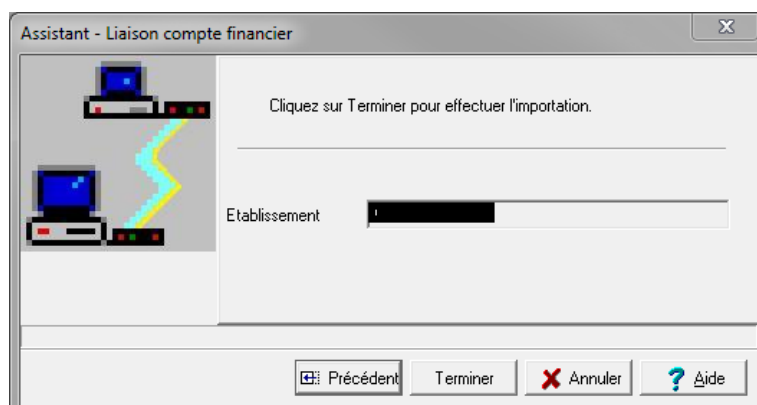 Assistant - Liaison compte financier
Cliquez sur Terminer pour effectuer l'importation.
Etablissement
Précédent
Terminer
Annuler
? Aide